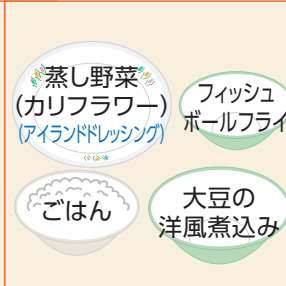 蒸し野菜
(カリフラワー)
(アイランドドレッシング)
フィッシュ
ボールフライ
ごはん
大豆の
洋風煮込み